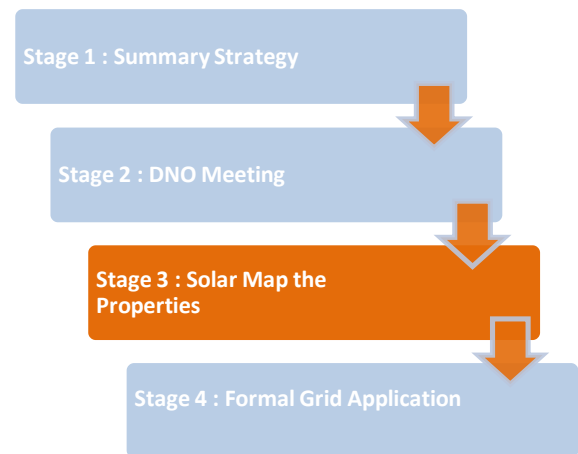 Stage 1 : Summary Strategy
Stage 2 : DNO Meeting
Stage 3 : Solar Map the
Properties
Stage 4 : Formal Grid Application